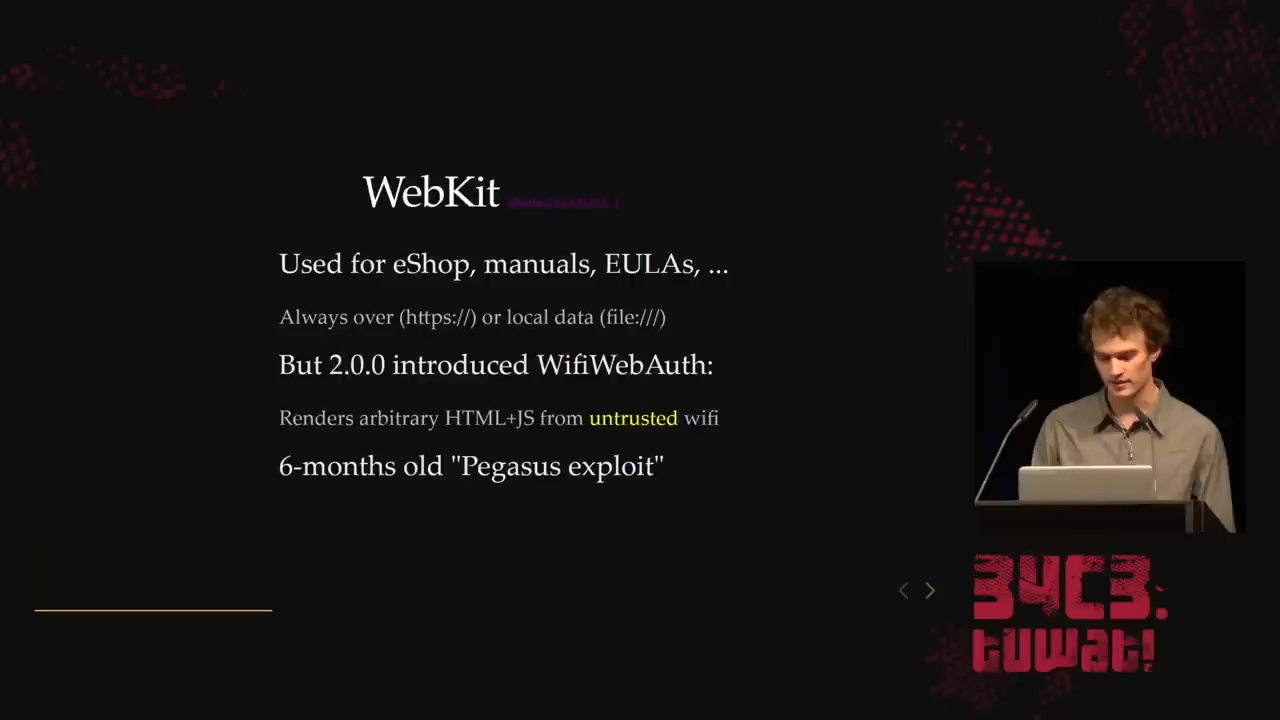 WebKit
Used for eShop, manuals, EULAs, ...
Always over (https://) or local data (file:///)
But 2.0.0 introduced WifiWebAuth:
Renders arbitrary HTML+JS from untrusted wifi
6-months old "Pegasus exploit"
34C3.
tuwat!